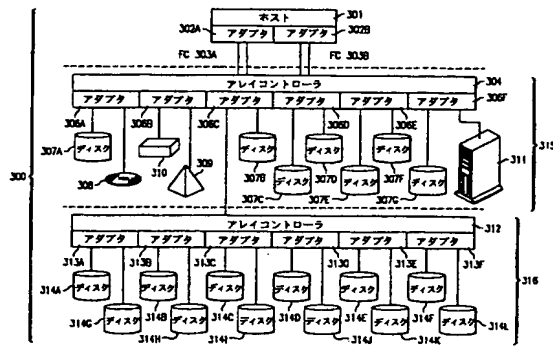 ホスト 301
302A アダプタ アダプタ 302B
FC 303A FC 303B
アレイコントローラ 304
アダプタ アダプタ アダプタ アダプタ アダプタ アダプタ 306F
306A 306B 306C 306D 306E
307A ディスク 308 310 309 ディスク 307B ディスク 307C ディスク 307D ディスク 307E ディスク 307F ディスク 307G 311 315
300
アレイコントローラ 312
アダプタ アダプタ アダプタ アダプタ アダプタ アダプタ
313A 313B 313C 313D 313E 313F
ディスク ディスク ディスク ディスク ディスク ディスク 316
314A 314B 314C 314D 314E 314F
ディスク ディスク ディスク ディスク ディスク ディスク
314G 314H 314I 314J 314K 314L